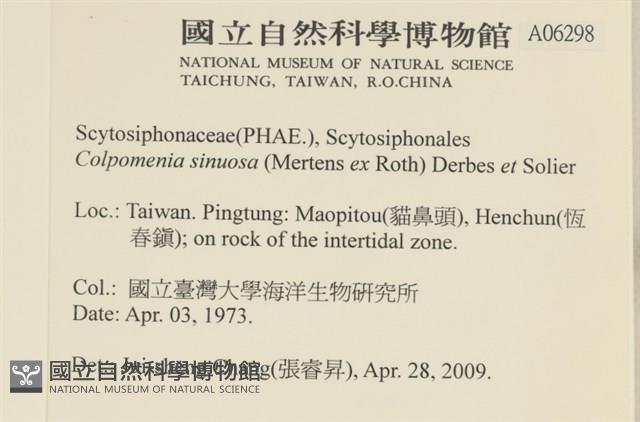 國立自然科學博物館 A06298
NATIONAL MUSEUM OF NATURAL SCIENCE
TAICHUNG, TAIWAN, R.O.CHINA
Scytosiphonaceae(PHAE.), Scytosiphonales
Colpomenia sinuosa (Mertens ex Roth) Derbes et Solier
Loc.: Taiwan. Pingtung: Maopitou(貓鼻頭), Henchun(恆
春鎮); on rock of the intertidal zone.
Col.: 國立臺灣大學海洋生物研究所
Date: Apr. 03, 1973.
(張睿昇), Apr. 28, 2009.
國立自然科學博物館
NATIONAL MUSEUM OF NATURAL SCIENCE